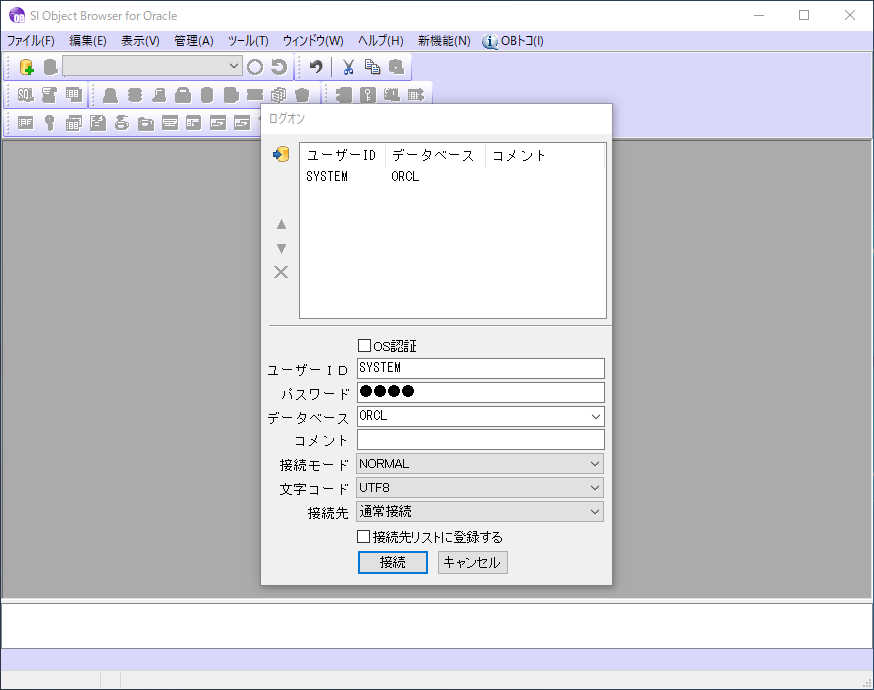 SI Object Browser for Oracle
ファイル(F) 編集(E) 表示(V) 管理(A) ツール(T) ウィンドウ(W) ヘルプ(H) 新機能(N) OBトコ(I)
ログオン
ユーザーID データベース コメント
SYSTEM ORCL
OS認証
ユーザーＩＤ SYSTEM
パスワード ●●●●
データベース ORCL
コメント
接続モード NORMAL
文字コード UTF8
接続先 通常接続
接続先リストに登録する
接続 キャンセル